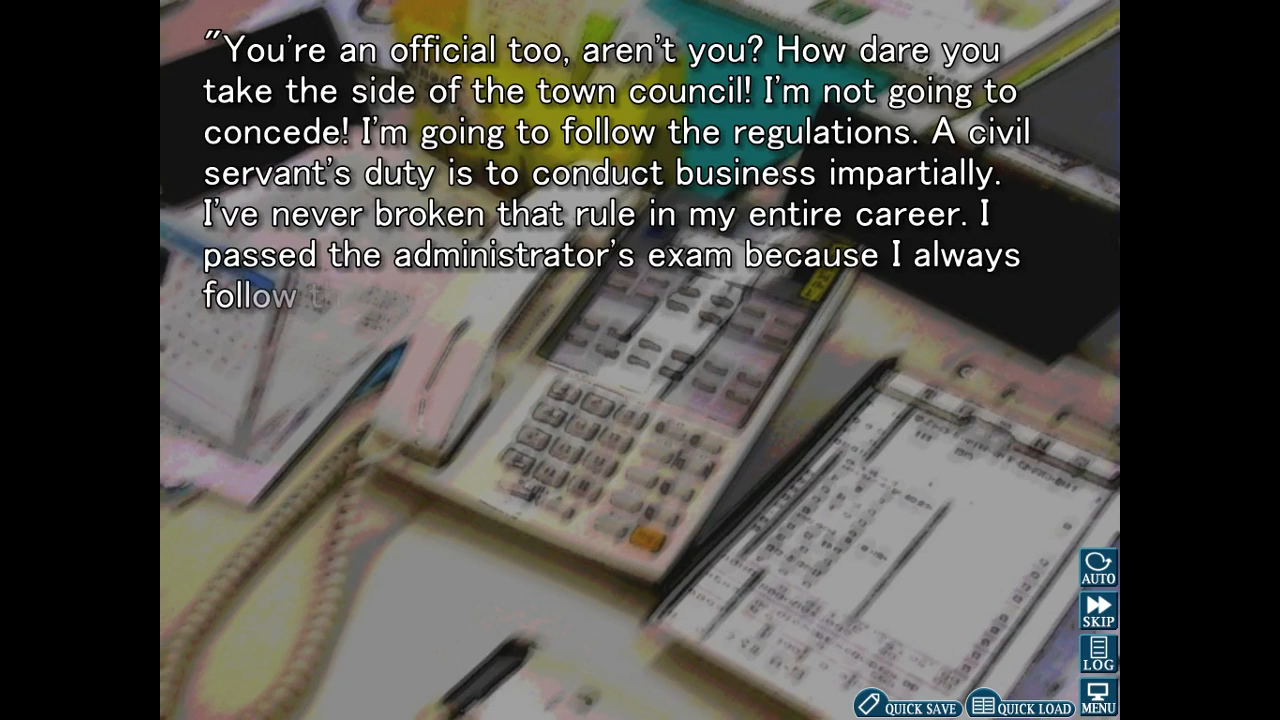 "You're an official too, aren't you? How dare you
take the side of the town council! I'm not going to
concede! I'm going to follow the regulations. A civil
servant's duty is to conduct business impartially.
I've never broken that rule in my entire career. I
passed the administrator's exam because I always
follow t
AUTO
SKIP
LOG
MENU
QUICK SAVE
QUICK LOAD